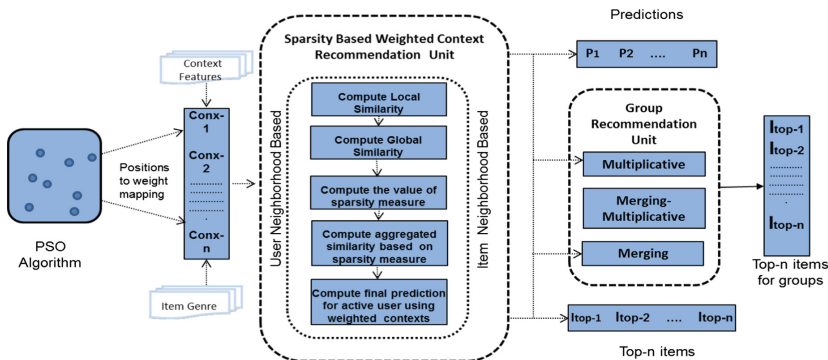 PSO
Algorithm
Positions
to weight
mapping
Context
Features
Conx-
1
Conx-
2
..........
..........
..........
.
Conx-
n
Item Genre
Sparsity Based Weighted Context
Recommendation Unit
User Neighborhood Based
Compute Local
Similarity
Compute Global
Similarity
Compute the value of
sparsity measure
Compute aggregated
similarity based on
sparsity measure
Compute final prediction
for active user using
weighted contexts
Item Neighborhood Based
Predictions
P1 P2 .... Pn
Group
Recommendation
Unit
Multiplicative
Merging-
Multiplicative
Merging
Itop-1 Itop-2 .... Itop-n
Top-n items
Itop-1
Itop-2
..........
..........
.
Itop-n
Top-n items
for groups